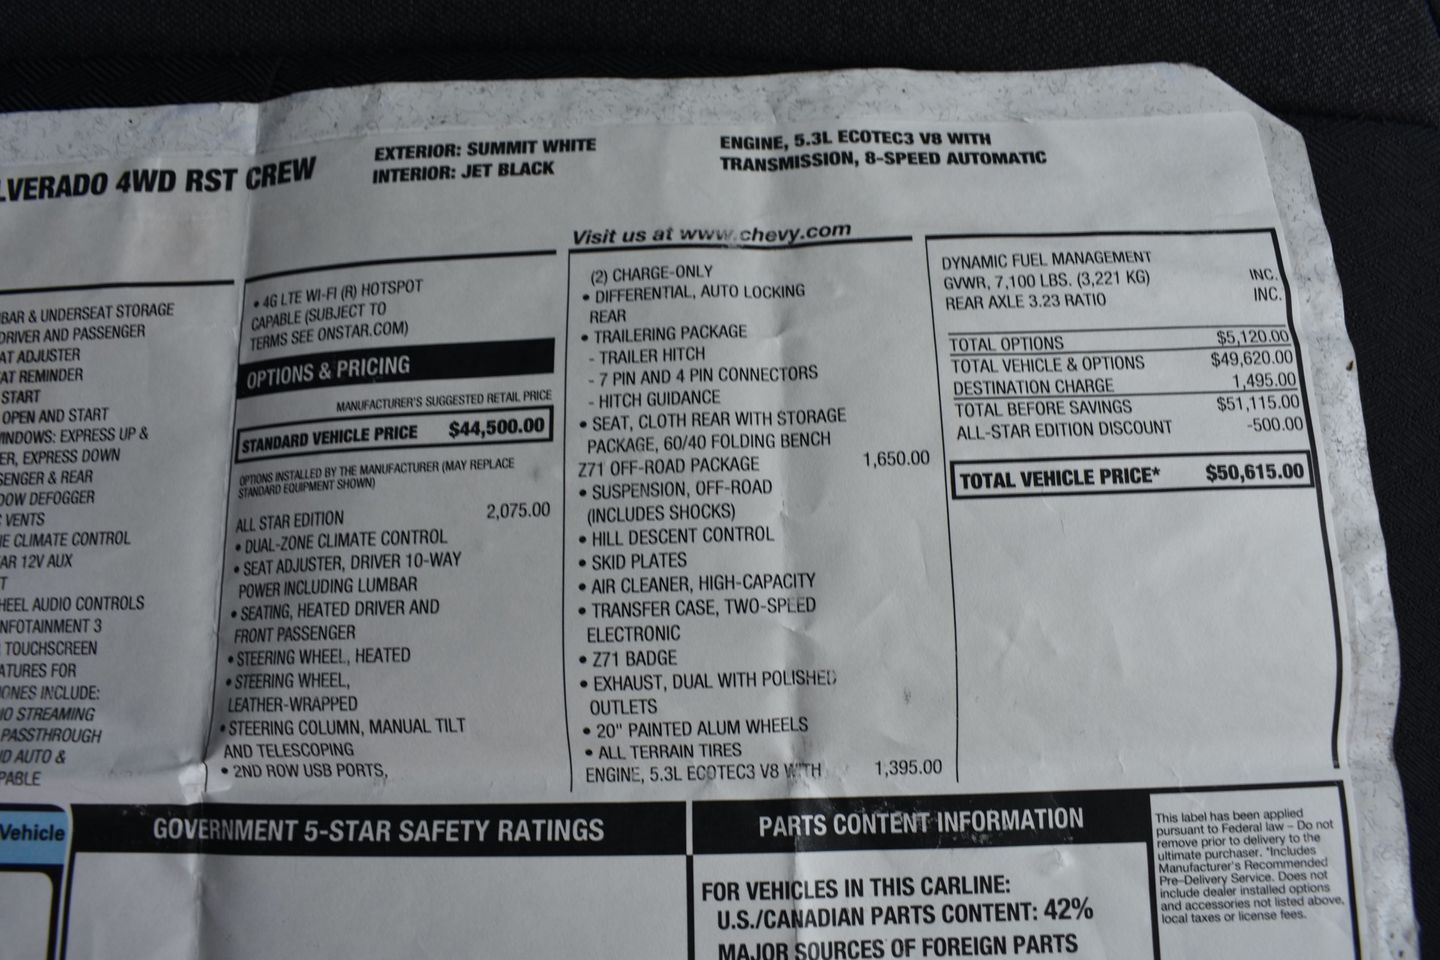 LVERADO 4WD RST CREW
EXTERIOR: SUMMIT WHITE
INTERIOR: JET BLACK
ENGINE, 5.3L ECOTEC3 V8 WITH
TRANSMISSION, 8-SPEED AUTOMATIC
Visit us at www.chevy.com
BAR & UNDERSEAT STORAGE
DRIVER AND PASSENGER
AT ADJUSTER
AT REMINDER
START
OPEN AND START
INDOWS: EXPRESS UP &
ER, EXPRESS DOWN
SENGER & REAR
DOW DEFOGGER
VENTS
E CLIMATE CONTROL
AR 12V AUX
T
HEEL AUDIO CONTROLS
NFOTAINMENT 3
TOUCHSCREEN
ATURES FOR
ONES INCLUDE:
IO STREAMING
PASSTHROUGH
ID AUTO &
PABLE
• 4G LTE WI-FI (R) HOTSPOT
CAPABLE (SUBJECT TO
TERMS SEE ONSTAR.COM)
OPTIONS & PRICING
MANUFACTURER'S SUGGESTED RETAIL PRICE
STANDARD VEHICLE PRICE $44,500.00
OPTIONS INSTALLED BY THE MANUFACTURER (MAY REPLACE
STANDARD EQUIPMENT SHOWN)
ALL STAR EDITION 2,075.00
• DUAL-ZONE CLIMATE CONTROL
• SEAT ADJUSTER, DRIVER 10-WAY
POWER INCLUDING LUMBAR
• SEATING, HEATED DRIVER AND
FRONT PASSENGER
• STEERING WHEEL, HEATED
• STEERING WHEEL,
LEATHER-WRAPPED
• STEERING COLUMN, MANUAL TILT
AND TELESCOPING
• 2ND ROW USB PORTS,
(2) CHARGE-ONLY
• DIFFERENTIAL, AUTO LOCKING
REAR
• TRAILERING PACKAGE
- TRAILER HITCH
- 7 PIN AND 4 PIN CONNECTORS
- HITCH GUIDANCE
• SEAT, CLOTH REAR WITH STORAGE
PACKAGE, 60/40 FOLDING BENCH
Z71 OFF-ROAD PACKAGE 1,650.00
• SUSPENSION, OFF-ROAD
(INCLUDES SHOCKS)
• HILL DESCENT CONTROL
• SKID PLATES
• AIR CLEANER, HIGH-CAPACITY
• TRANSFER CASE, TWO-SPEED
ELECTRONIC
• Z71 BADGE
• EXHAUST, DUAL WITH POLISHED
OUTLETS
• 20" PAINTED ALUM WHEELS
• ALL TERRAIN TIRES
ENGINE, 5.3L ECOTEC3 V8 WITH 1,395.00
DYNAMIC FUEL MANAGEMENT
GVWR, 7,100 LBS. (3,221 KG) INC.
REAR AXLE 3.23 RATIO INC.
TOTAL OPTIONS $5,120.00
TOTAL VEHICLE & OPTIONS $49,620.00
DESTINATION CHARGE 1,495.00
TOTAL BEFORE SAVINGS $51,115.00
ALL-STAR EDITION DISCOUNT -500.00
TOTAL VEHICLE PRICE* $50,615.00
Vehicle
GOVERNMENT 5-STAR SAFETY RATINGS
PARTS CONTENT INFORMATION
FOR VEHICLES IN THIS CARLINE:
U.S./CANADIAN PARTS CONTENT: 42%
MAJOR SOURCES OF FOREIGN PARTS
This label has been applied
pursuant to Federal law – Do not
remove prior to delivery to the
ultimate purchaser. *Includes
Manufacturer's Recommended
Pre-Delivery Service. Does not
include dealer installed options
and accessories not listed above,
local taxes or license fees.